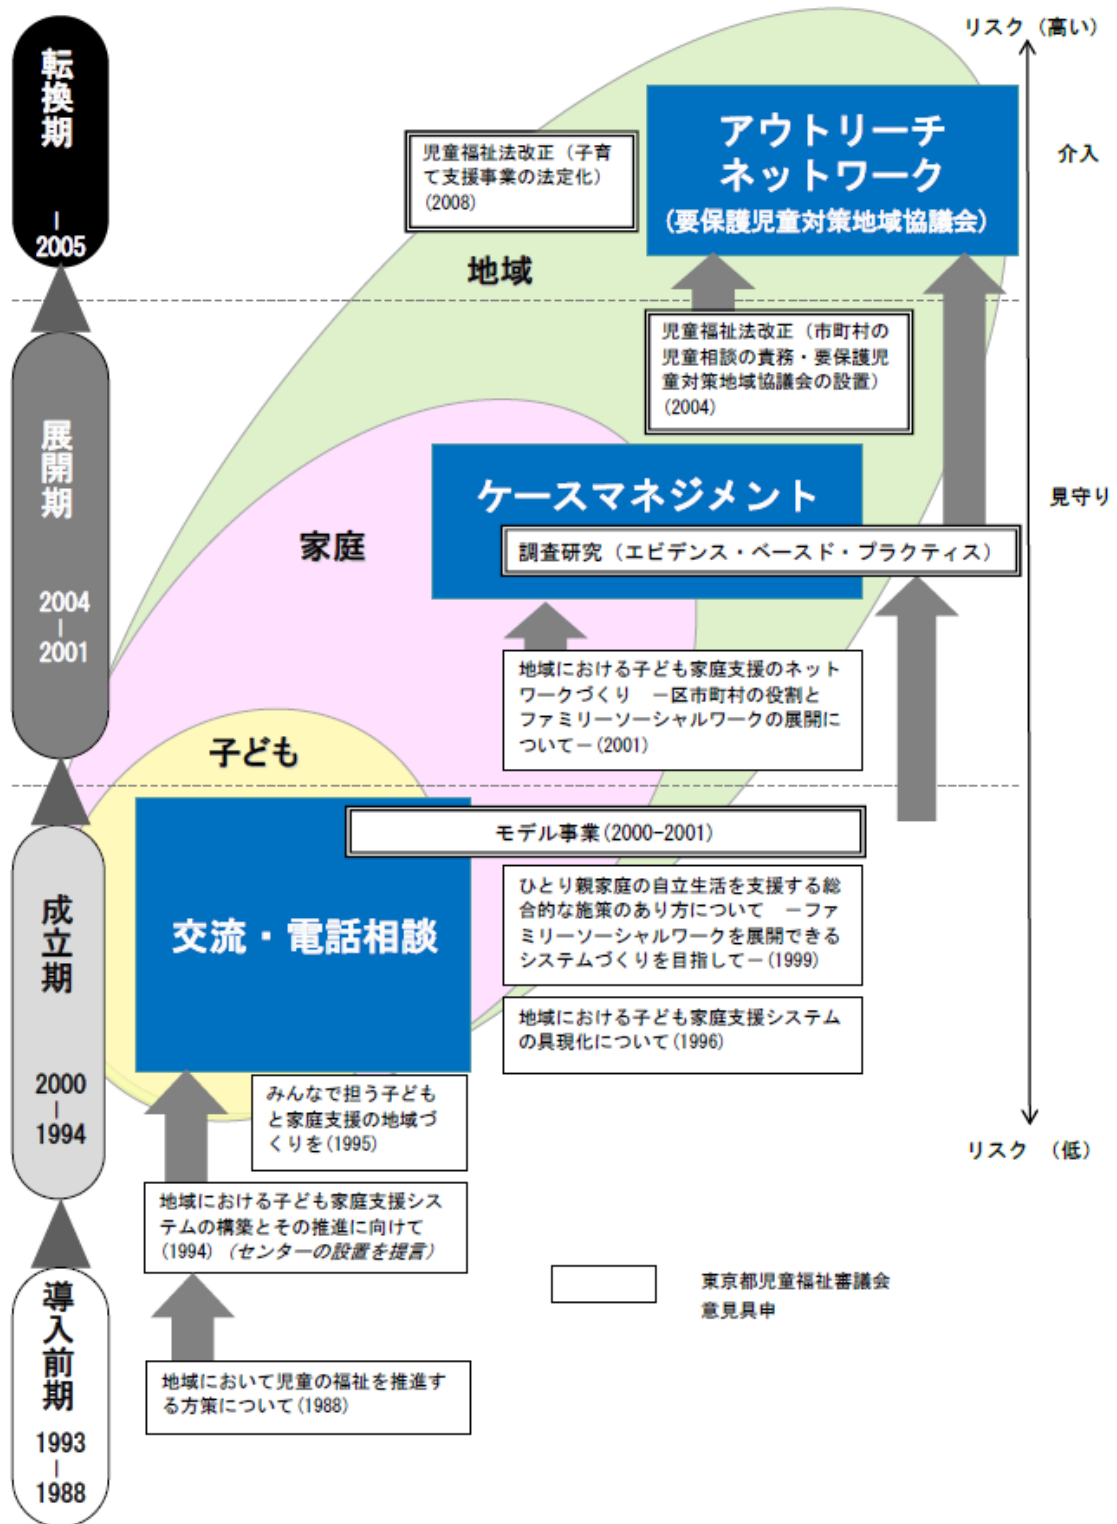 転換期
|
2005
展開期
2004
|
2001
成立期
2000
|
1994
導入前期
1993
|
1988
リスク（高い）
介入
見守り
リスク （低）
アウトリーチ
ネットワーク
(要保護児童対策地域協議会)
児童福祉法改正（子育
て支援事業の法定化）
(2008)
地域
児童福祉法改正（市町村の
児童相談の責務・要保護児
童対策地域協議会の設置）
(2004)
ケースマネジメント
家庭
調査研究（エビデンス・ベースド・プラクティス）
地域における子ども家庭支援のネット
ワークづくり －区市町村の役割と
ファミリーソーシャルワークの展開に
ついて－(2001)
子ども
モデル事業(2000-2001)
交流・電話相談
ひとり親家庭の自立生活を支援する総
合的な施策のあり方について －ファ
ミリーソーシャルワークを展開できる
システムづくりを目指して－(1999)
地域における子ども家庭支援システム
の具現化について(1996)
みんなで担う子ども
と家庭支援の地域づ
くりを(1995)
地域における子ども家庭支援シス
テムの構築とその推進に向けて
(1994)（センターの設置を提言）
東京都児童福祉審議会
意見具申
地域において児童の福祉を推進す
る方策について(1988)